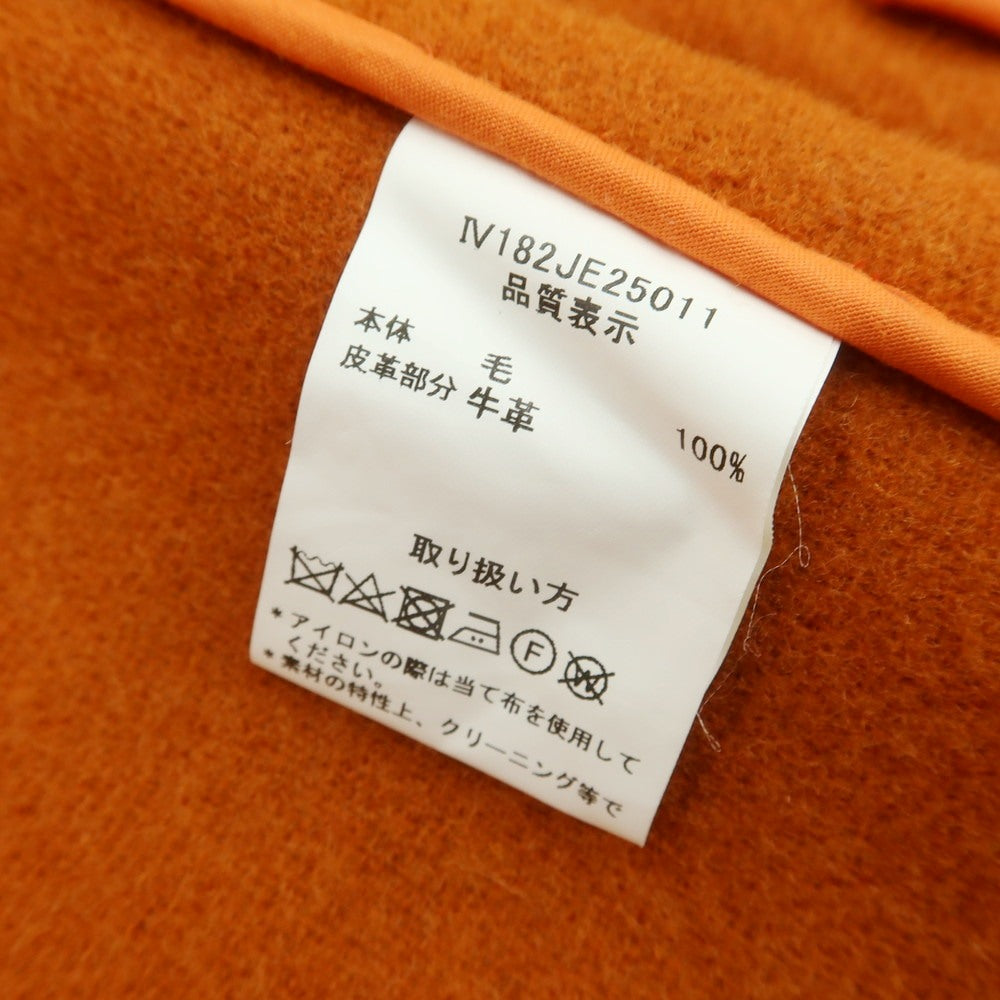 Ⅳ182JE25011
品質表示
本体 毛 100%
皮革部分 牛革
取り扱い方
F W
*アイロンの際は当て布を使用して
ください。
*素材の特性上、クリーニング等で